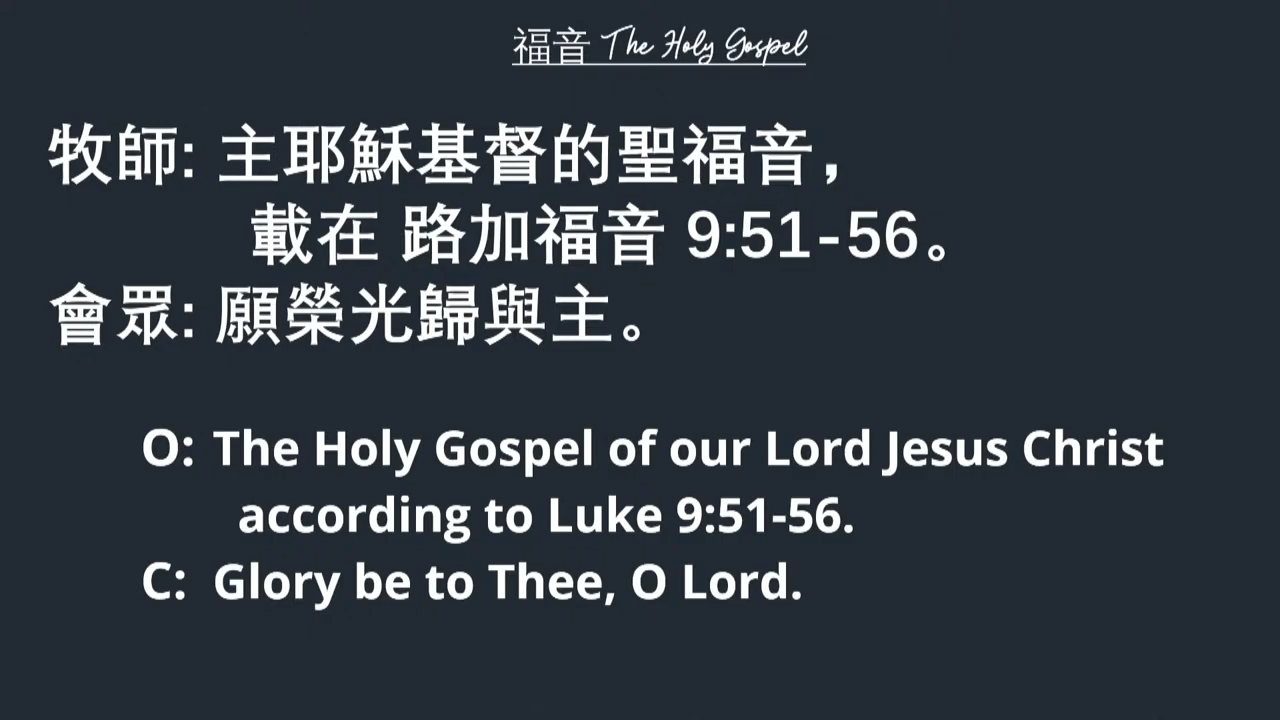 福音 The Holy Gospel
牧師: 主耶穌基督的聖福音，
載在 路加福音 9:51-56。
會眾: 願榮光歸與主。
O: The Holy Gospel of our Lord Jesus Christ
according to Luke 9:51-56.
C: Glory be to Thee, O Lord.